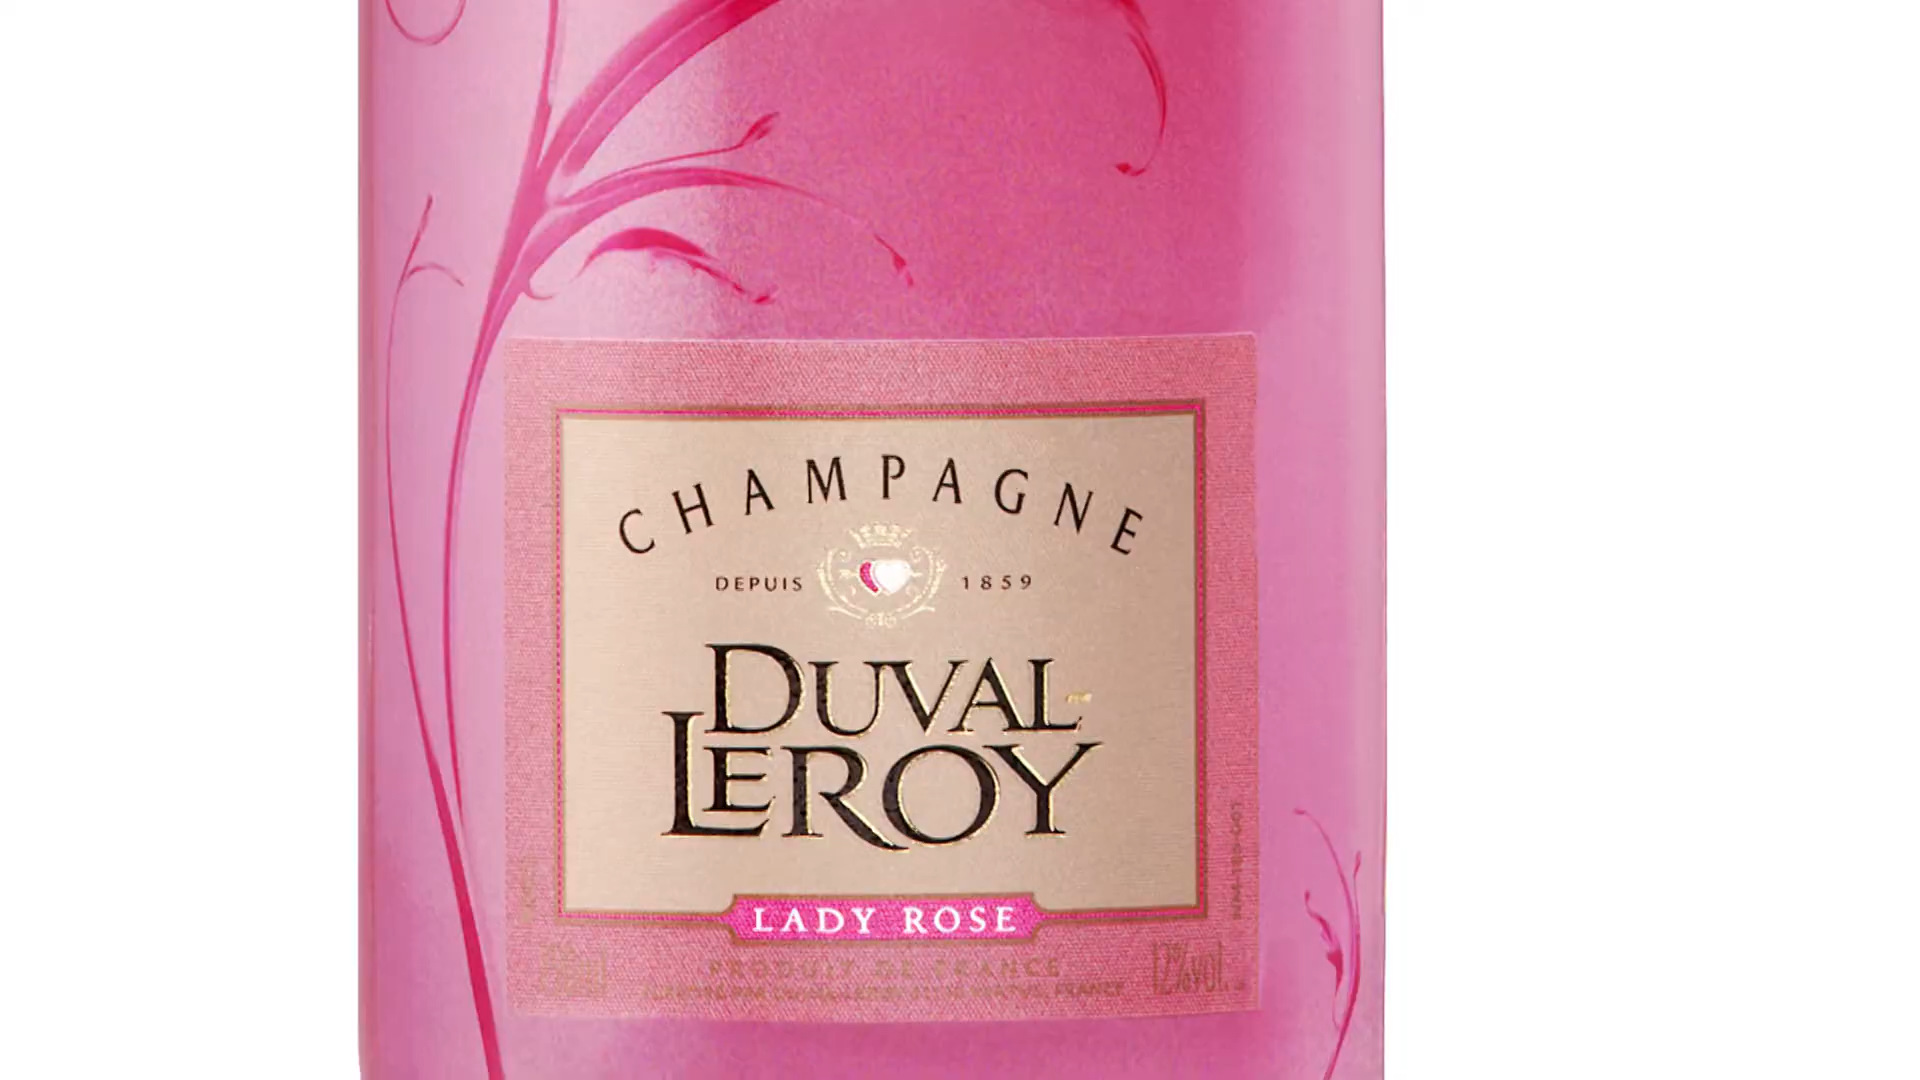 CHAMPAGNE
DEPUIS 1859
DUVAL-
LEROY
LADY ROSE
PRODUIT DE FRANCE
12%vol.